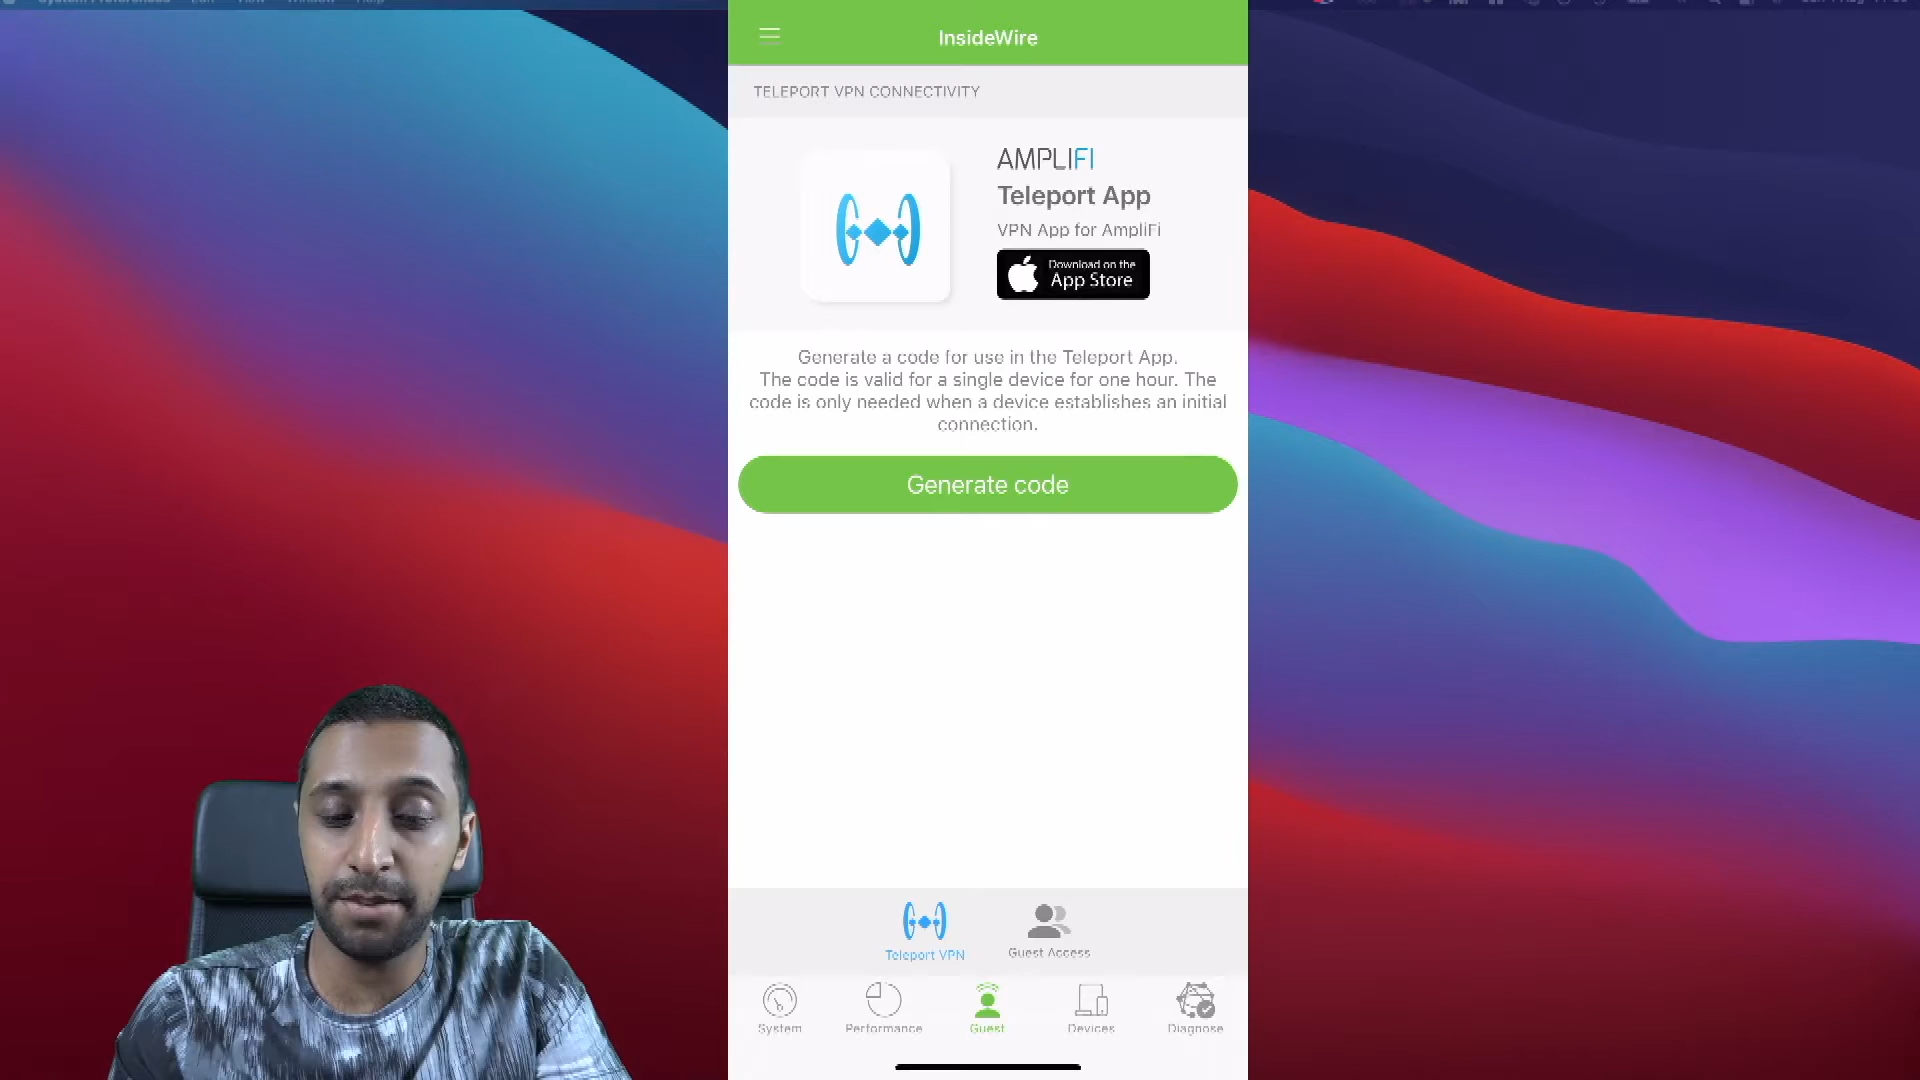 InsideWire
TELEPORT VPN CONNECTIVITY
AMPLIFI
Teleport App
VPN App for AmpliFi
Download on the
App Store
Generate a code for use in the Teleport App.
The code is valid for a single device for one hour. The
code is only needed when a device establishes an initial
connection.
Generate code
Teleport VPN
Guest Access
System
Performance
Guest
Devices
Diagnose